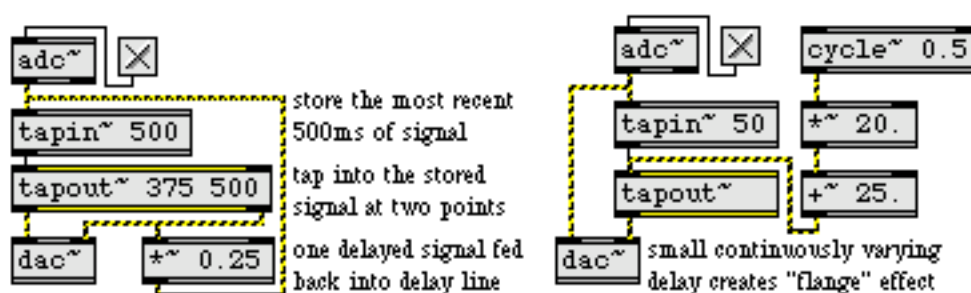 adc~
tapin~ 500
tapout~ 375 500
dac~
*~ 0.25
store the most recent
500ms of signal
tap into the stored
signal at two points
one delayed signal fed
back into delay line
adc~
cycle~ 0.5
tapin~ 50
*~ 20.
tapout~
+~ 25.
dac~
small continuously varying
delay creates "flange" effect